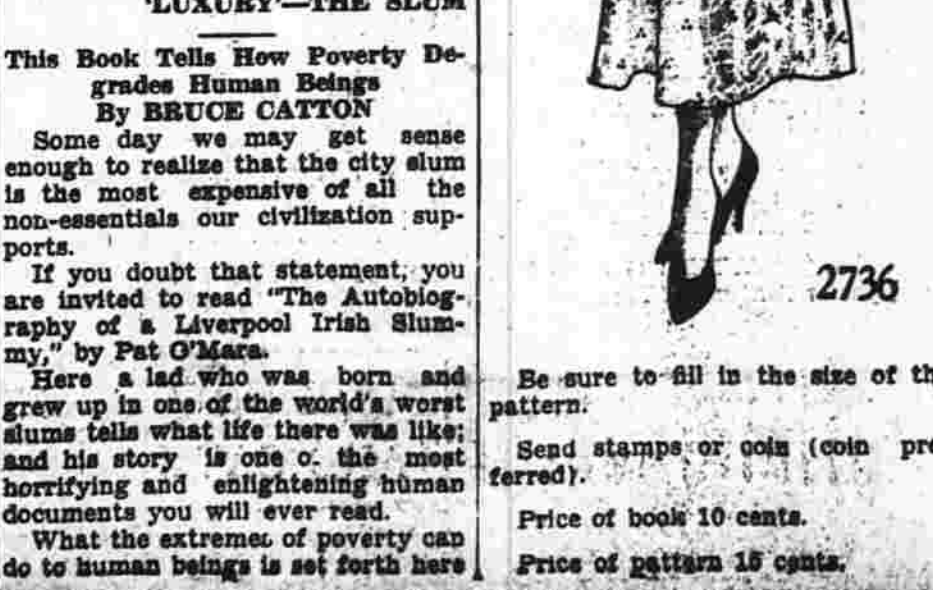 'LUXURY'—THE SLUM
This Book Tells How Poverty De-
grades Human Beings
By BRUCE CATTON
Some day we may get sense
enough to realize that the city slum
is the most expensive of all the
non-essentials our civilization sup-
ports.
If you doubt that statement, you
are invited to read "The Autobiog-
raphy of a Liverpool Irish Slum-
my," by Pat O'Mara.
Here a lad who was born and
grew up in one of the world's worst
slums tells what life there was like;
and his story is one o. the most
horrifying and enlightening human
documents you will ever read.
What the extremes of poverty can
do to human beings is set forth here
2736
Be sure to fill in the size of th
pattern.
Send stamps or coin (coin pre
ferred).
Price of book 10 cents.
Price of pattern 15 cents.